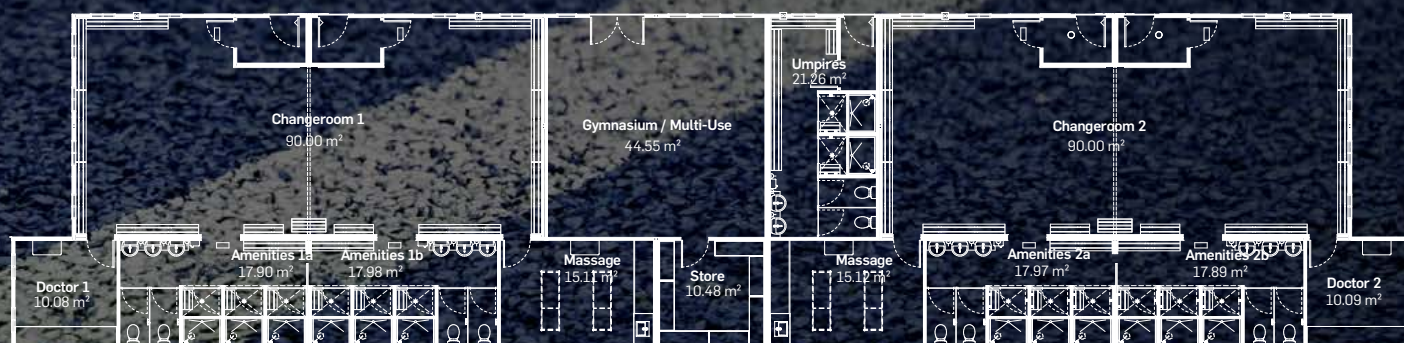 Umpires
21.26 m²
Changeroom 1
90.00 m²
Gymnasium / Multi-Use
44.55 m²
Changeroom 2
90.00 m²
Doctor 1
10.08 m²
Amenities 1a
17.90 m²
Amenities 1b
17.98 m²
Massage
15.12 m²
Store
10.48 m²
Massage
15.12 m²
Amenities 2a
17.97 m²
Amenities 2b
17.89 m²
Doctor 2
10.09 m²